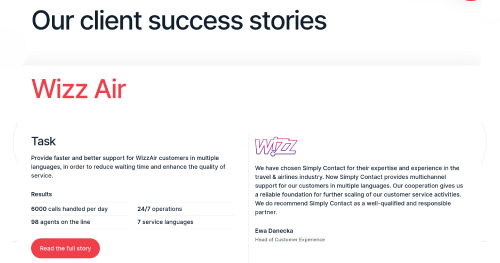 Our client success stories
Wizz Air
Task
Provide faster and better support for WizzAir customers in multiple
languages, in order to reduce waiting time and enhance the quality of
service.
Results
6000 calls handled per day
24/7 operations
98 agents on the line
7 service languages
Read the full story
WIZZ
We have chosen Simply Contact for their expertise and experience in the
travel & airlines industry. Now Simply Contact provides multichannel
support for our customers in multiple languages. Our cooperation gives us
a reliable foundation for further scaling of our customer service activities.
We do recommend Simply Contact as a well-qualified and responsible
partner.
Ewa Danecka
Head of Customer Experience